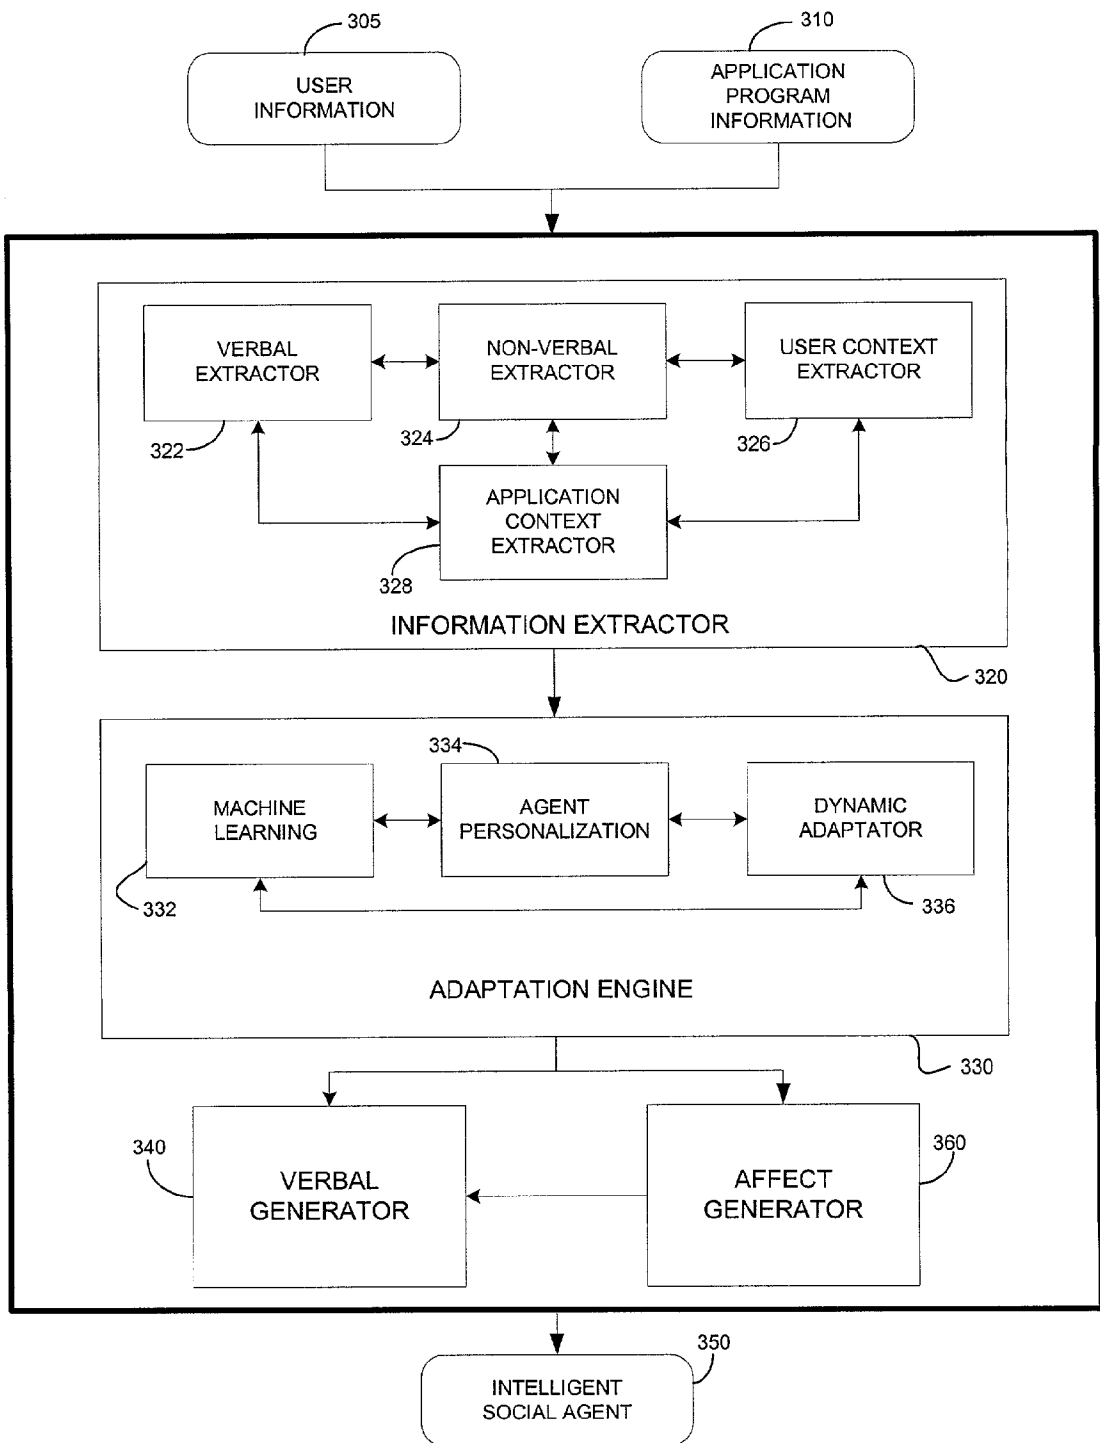 305
310
USER
INFORMATION
APPLICATION
PROGRAM
INFORMATION
VERBAL
EXTRACTOR
NON-VERBAL
EXTRACTOR
USER CONTEXT
EXTRACTOR
322
324
326
APPLICATION
CONTEXT
EXTRACTOR
328
INFORMATION EXTRACTOR
320
334
MACHINE
LEARNING
AGENT
PERSONALIZATION
DYNAMIC
ADAPTATOR
332
336
ADAPTATION ENGINE
330
340
VERBAL
GENERATOR
AFFECT
GENERATOR
360
350
INTELLIGENT
SOCIAL AGENT